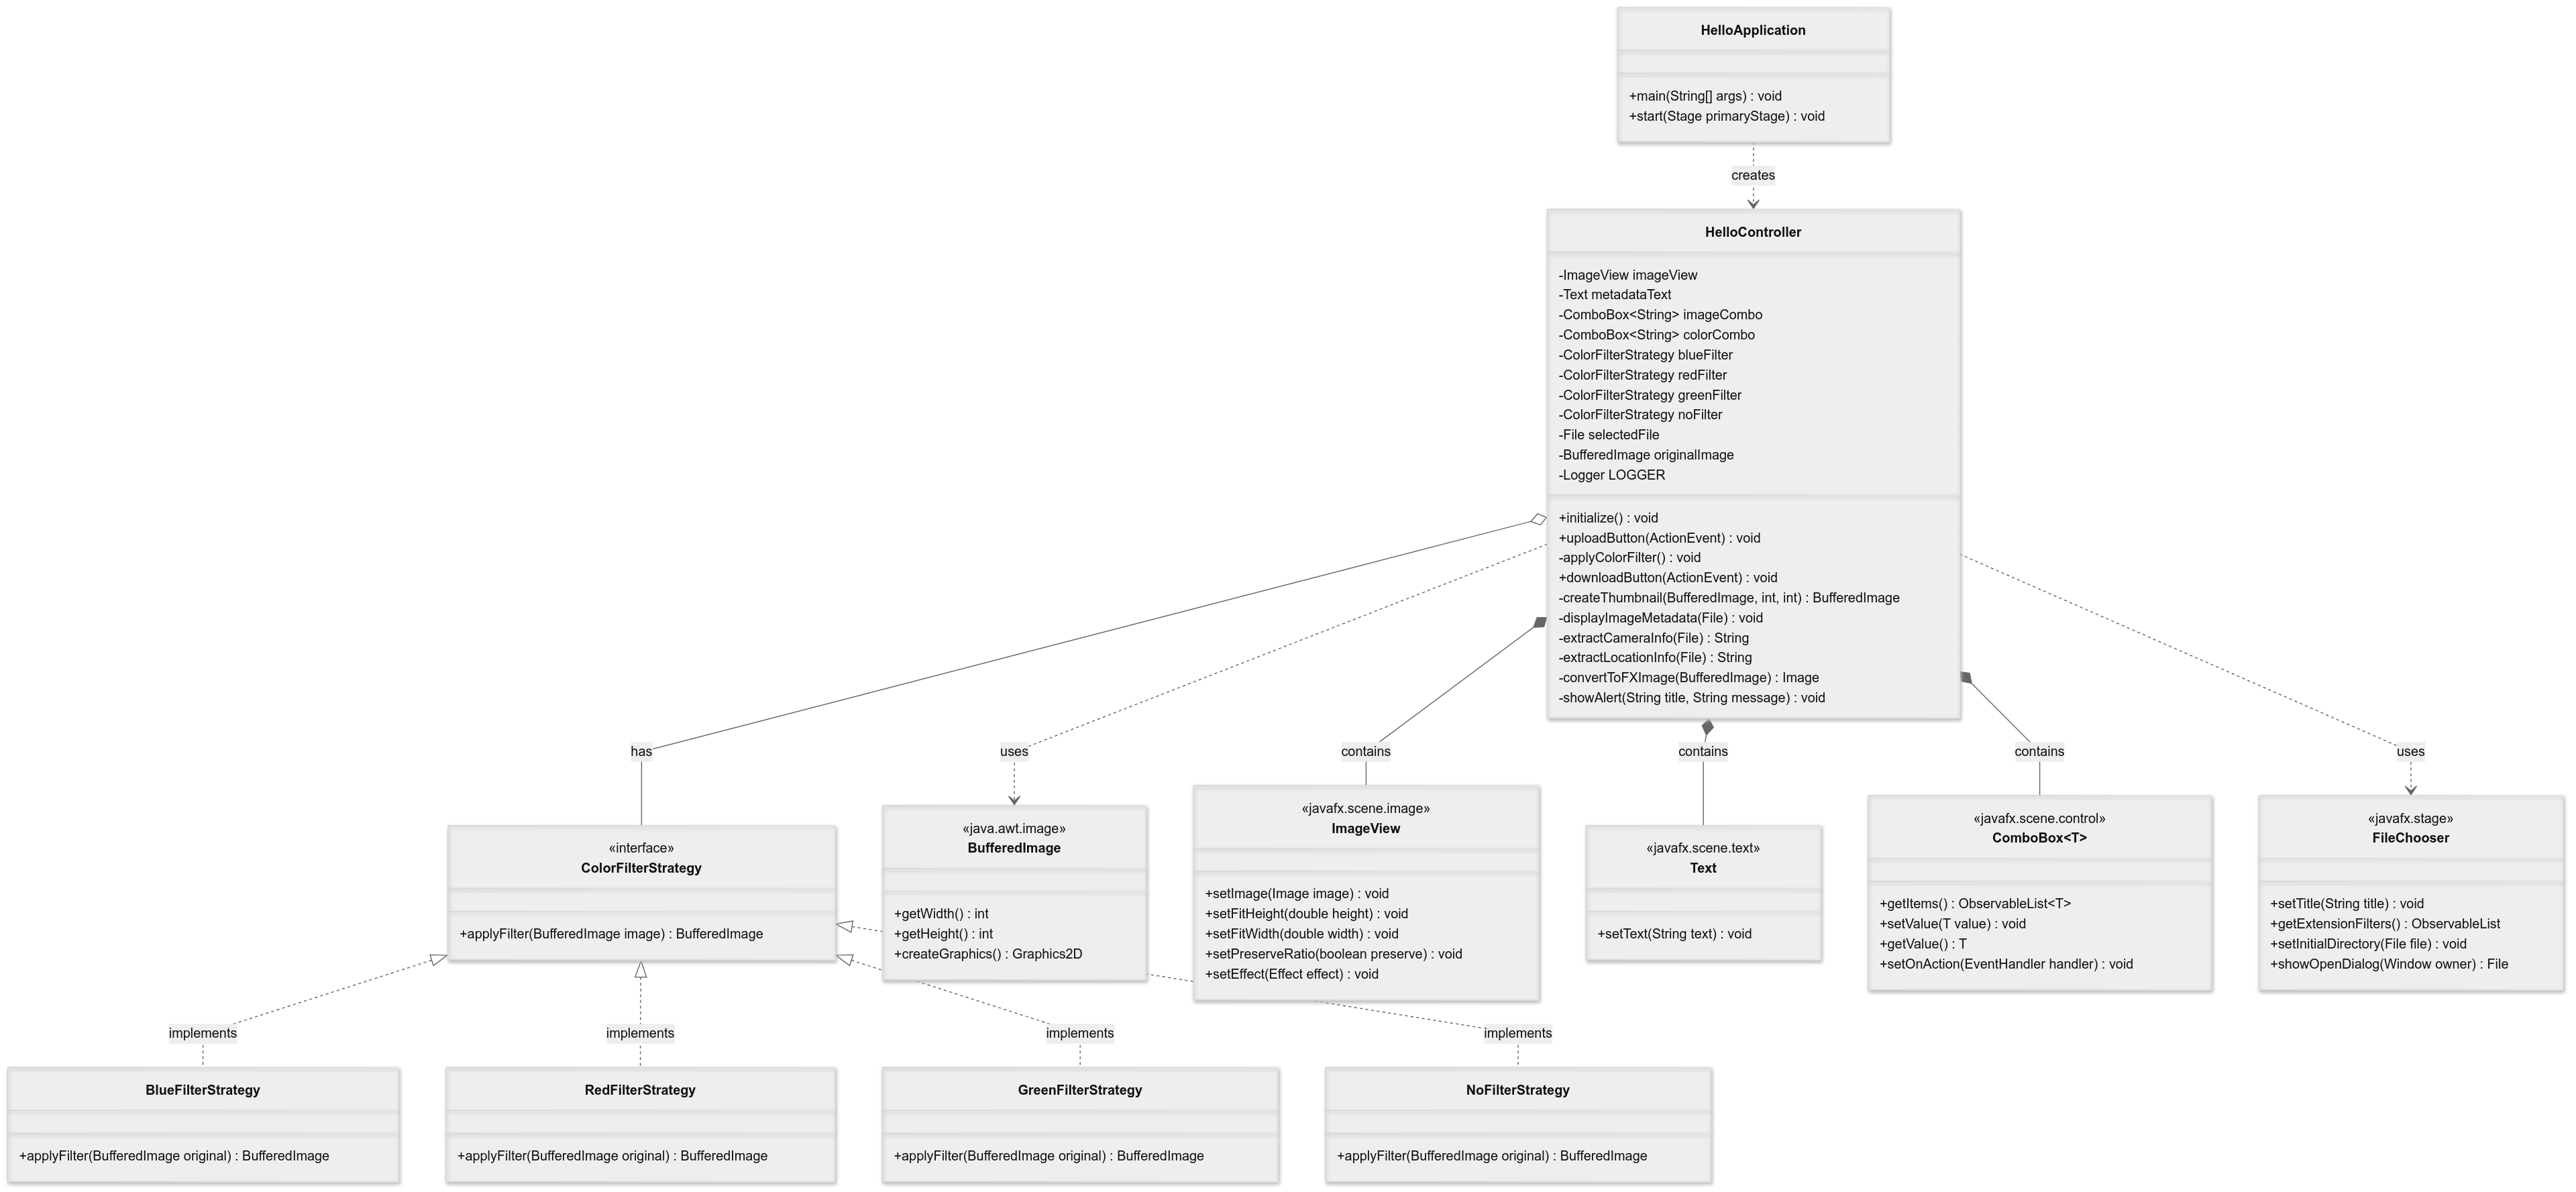 HelloApplication
+main(String[] args) : void
+start(Stage primaryStage) : void
creates
HelloController
-ImageView imageView
-Text metadataText
-ComboBox<String> imageCombo
-ComboBox<String> colorCombo
-ColorFilterStrategy blueFilter
-ColorFilterStrategy redFilter
-ColorFilterStrategy greenFilter
-ColorFilterStrategy noFilter
-File selectedFile
-BufferedImage originalImage
-Logger LOGGER
+initialize() : void
+uploadButton(ActionEvent) : void
-applyColorFilter() : void
+downloadButton(ActionEvent) : void
-createThumbnail(BufferedImage, int, int) : BufferedImage
-displayImageMetadata(File) : void
-extractCameraInfo(File) : String
-extractLocationInfo(File) : String
-convertToFXImage(BufferedImage) : Image
-showAlert(String title, String message) : void
has
uses
contains
contains
contains
uses
«interface»
ColorFilterStrategy
+applyFilter(BufferedImage image) : BufferedImage
«java.awt.image»
BufferedImage
+getWidth() : int
+getHeight() : int
+createGraphics() : Graphics2D
«javafx.scene.image»
ImageView
+setImage(Image image) : void
+setFitHeight(double height) : void
+setFitWidth(double width) : void
+setPreserveRatio(boolean preserve) : void
+setEffect(Effect effect) : void
«javafx.scene.text»
Text
+setText(String text) : void
«javafx.scene.control»
ComboBox<T>
+getItems() : ObservableList<T>
+setValue(T value) : void
+getValue() : T
+setOnAction(EventHandler handler) : void
«javafx.stage»
FileChooser
+setTitle(String title) : void
+getExtensionFilters() : ObservableList
+setInitialDirectory(File file) : void
+showOpenDialog(Window owner) : File
implements
implements
implements
implements
BlueFilterStrategy
+applyFilter(BufferedImage original) : BufferedImage
RedFilterStrategy
+applyFilter(BufferedImage original) : BufferedImage
GreenFilterStrategy
+applyFilter(BufferedImage original) : BufferedImage
NoFilterStrategy
+applyFilter(BufferedImage original) : BufferedImage